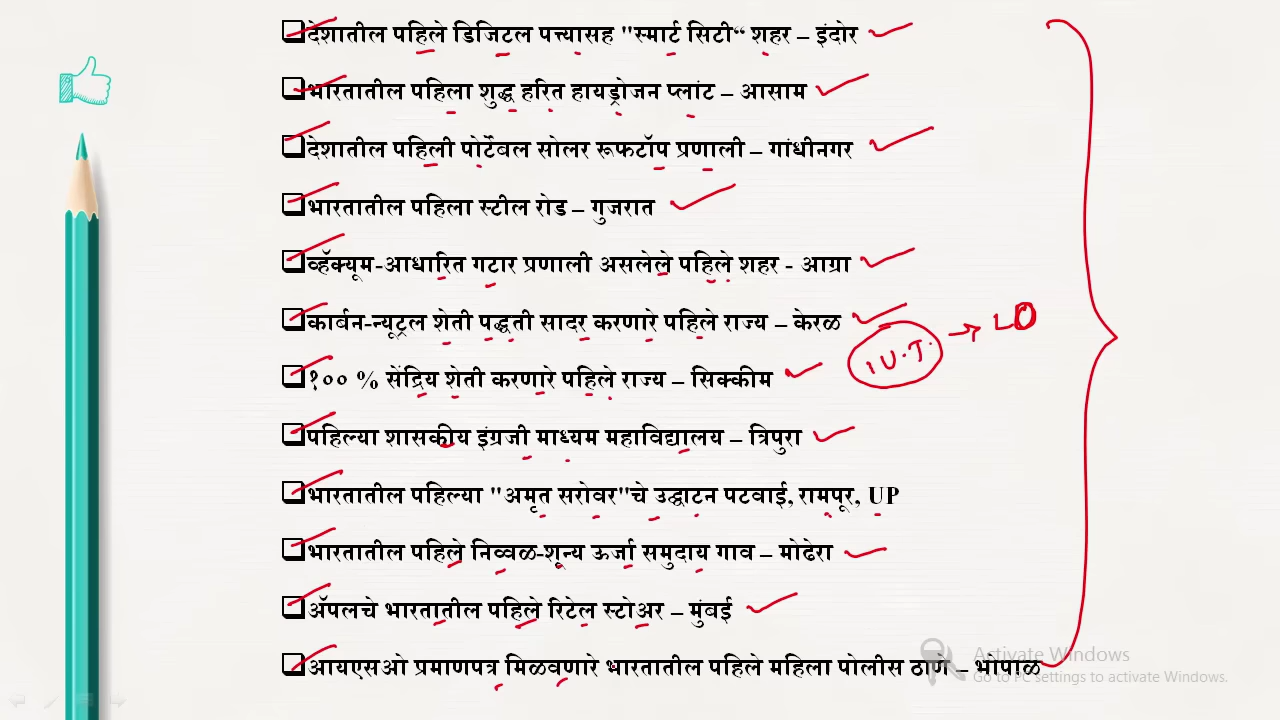 देशातील पहिले डिजिटल पत्त्यासह "स्मार्ट सिटी“ शहर – इंदोर
भारतातील पहिला शुद्ध हरित हायड्रोजन प्लांट – आसाम
देशातील पहिली पोर्टेबल सोलर रूफटॉप प्रणाली – गांधीनगर
भारतातील पहिला स्टील रोड – गुजरात
व्हॅक्यूम-आधारित गटार प्रणाली असलेले पहिले शहर - आग्रा
कार्बन-न्यूट्रल शेती पद्धती सादर करणारे पहिले राज्य – केरळ
1 U.T. → LO
१०० % सेंद्रिय शेती करणारे पहिले राज्य – सिक्कीम
पहिल्या शासकीय इंग्रजी माध्यम महाविद्यालय – त्रिपुरा
भारतातील पहिल्या "अमृत सरोवर"चे उद्घाटन पटवाई, रामपूर, UP
भारतातील पहिले निव्वळ-शून्य ऊर्जा समुदाय गाव – मोढेरा
ॲपलचे भारतातील पहिले रिटेल स्टोअर – मुंबई
आयएसओ प्रमाणपत्र मिळवणारे भारतातील पहिले महिला पोलीस ठाणे – भोपाळ
Activate Windows
Go to PC settings to activate Windows.